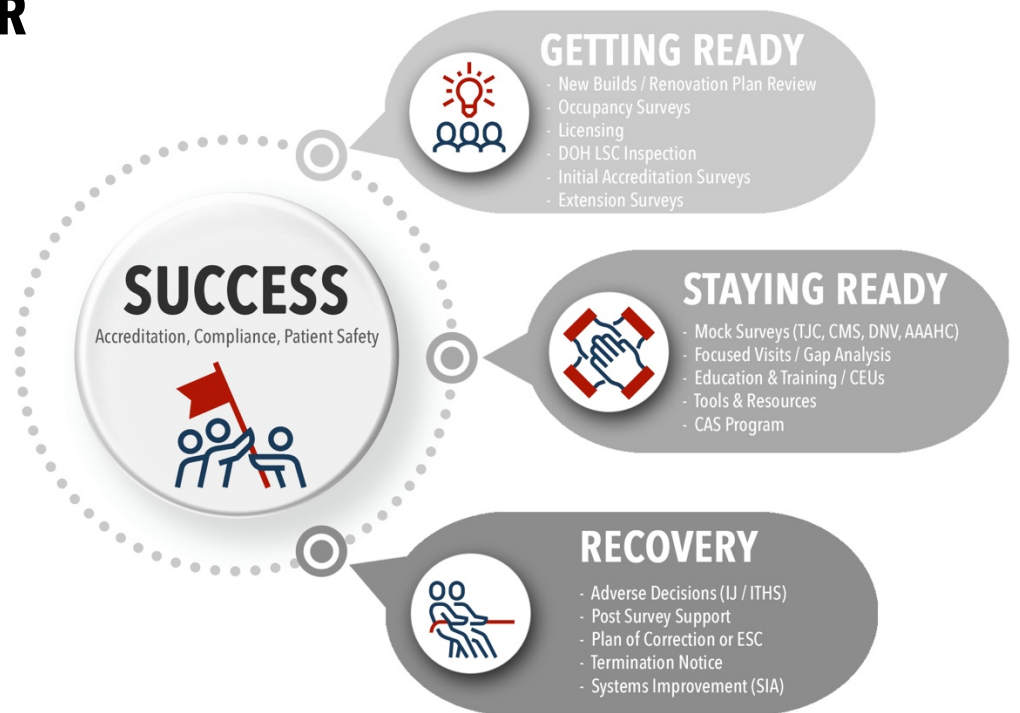 R
GETTING READY
- New Builds / Renovation Plan Review
- Occupancy Surveys
- Licensing
- DOH LSC Inspection
- Initial Accreditation Surveys
- Extension Surveys
SUCCESS
Accreditation, Compliance, Patient Safety
STAYING READY
- Mock Surveys (TJC, CMS, DNV, AAAHC)
- Focused Visits / Gap Analysis
- Education & Training / CEUs
- Tools & Resources
- CAS Program
RECOVERY
- Adverse Decisions (IJ / ITHS)
- Post Survey Support
- Plan of Correction or ESC
- Termination Notice
- Systems Improvement (SIA)